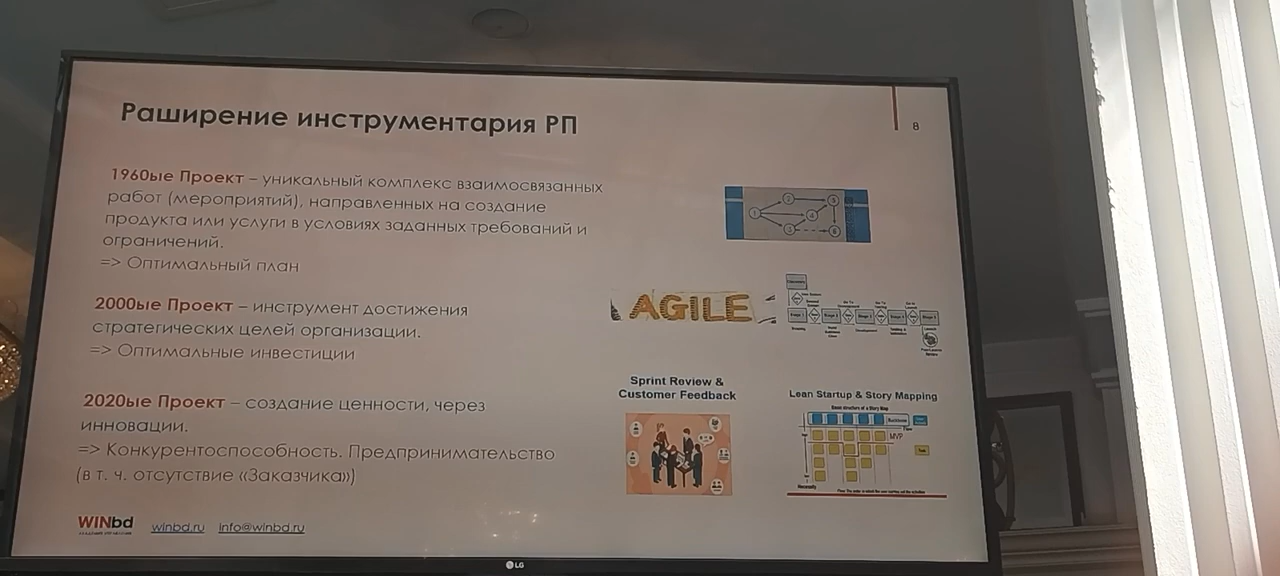 Раширение инструментария РП
8
1960ые Проект – уникальный комплекс взаимосвязанных
работ (мероприятий), направленных на создание
продукта или услуги в условиях заданных требований и
ограничений.
=> Оптимальный план
2000ые Проект – инструмент достижения
стратегических целей организации.
=> Оптимальные инвестиции
AGILE
2020ые Проект – создание ценности, через
инновации.
=> Конкурентоспособность. Предпринимательство
(в т. ч. отсутствие «Заказчика»)
Sprint Review &
Customer Feedback
Lean Startup & Story Mapping
MVP
WINbd
winbd.ru info@winbd.ru
LG